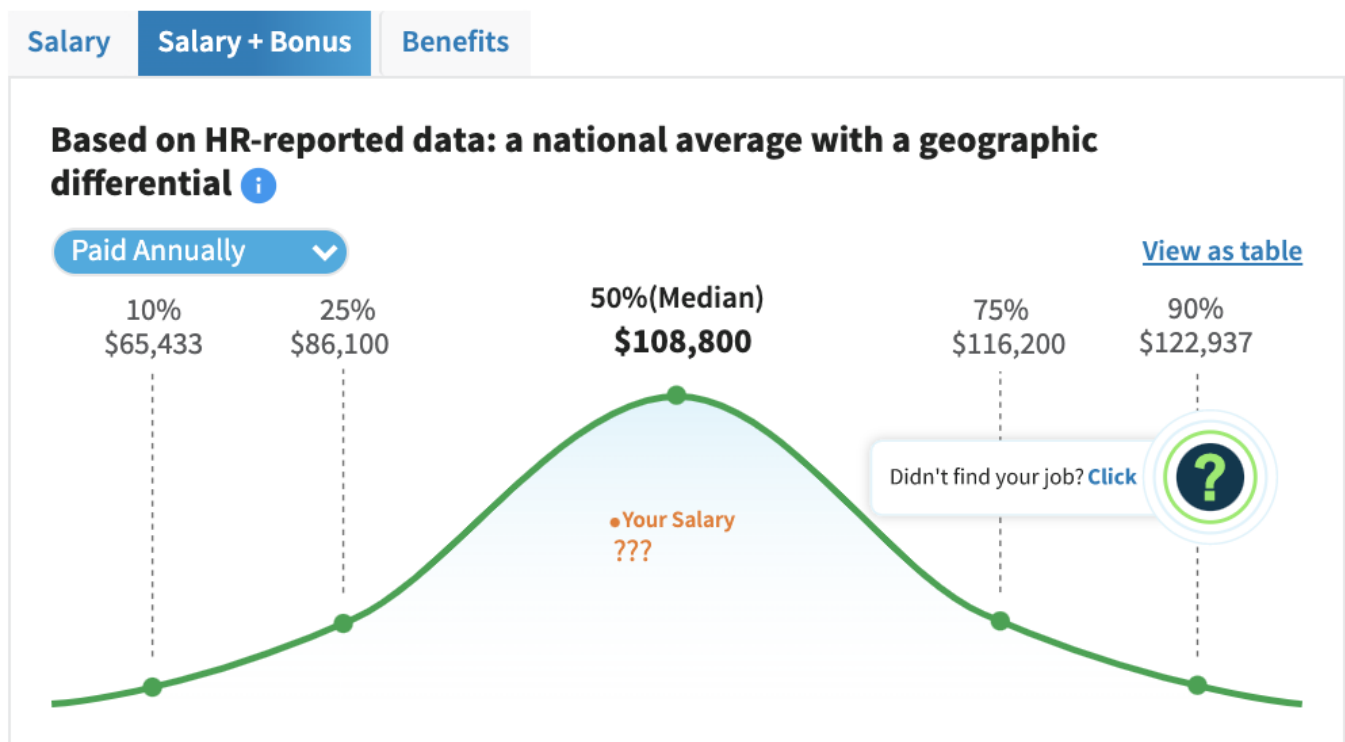 Salary
Salary + Bonus
Benefits
Based on HR-reported data: a national average with a geographic
differential i
Paid Annually
View as table
10%
$65,433
25%
$86,100
50%(Median)
$108,800
75%
$116,200
90%
$122,937
Didn't find your job? Click
?
Your Salary
???